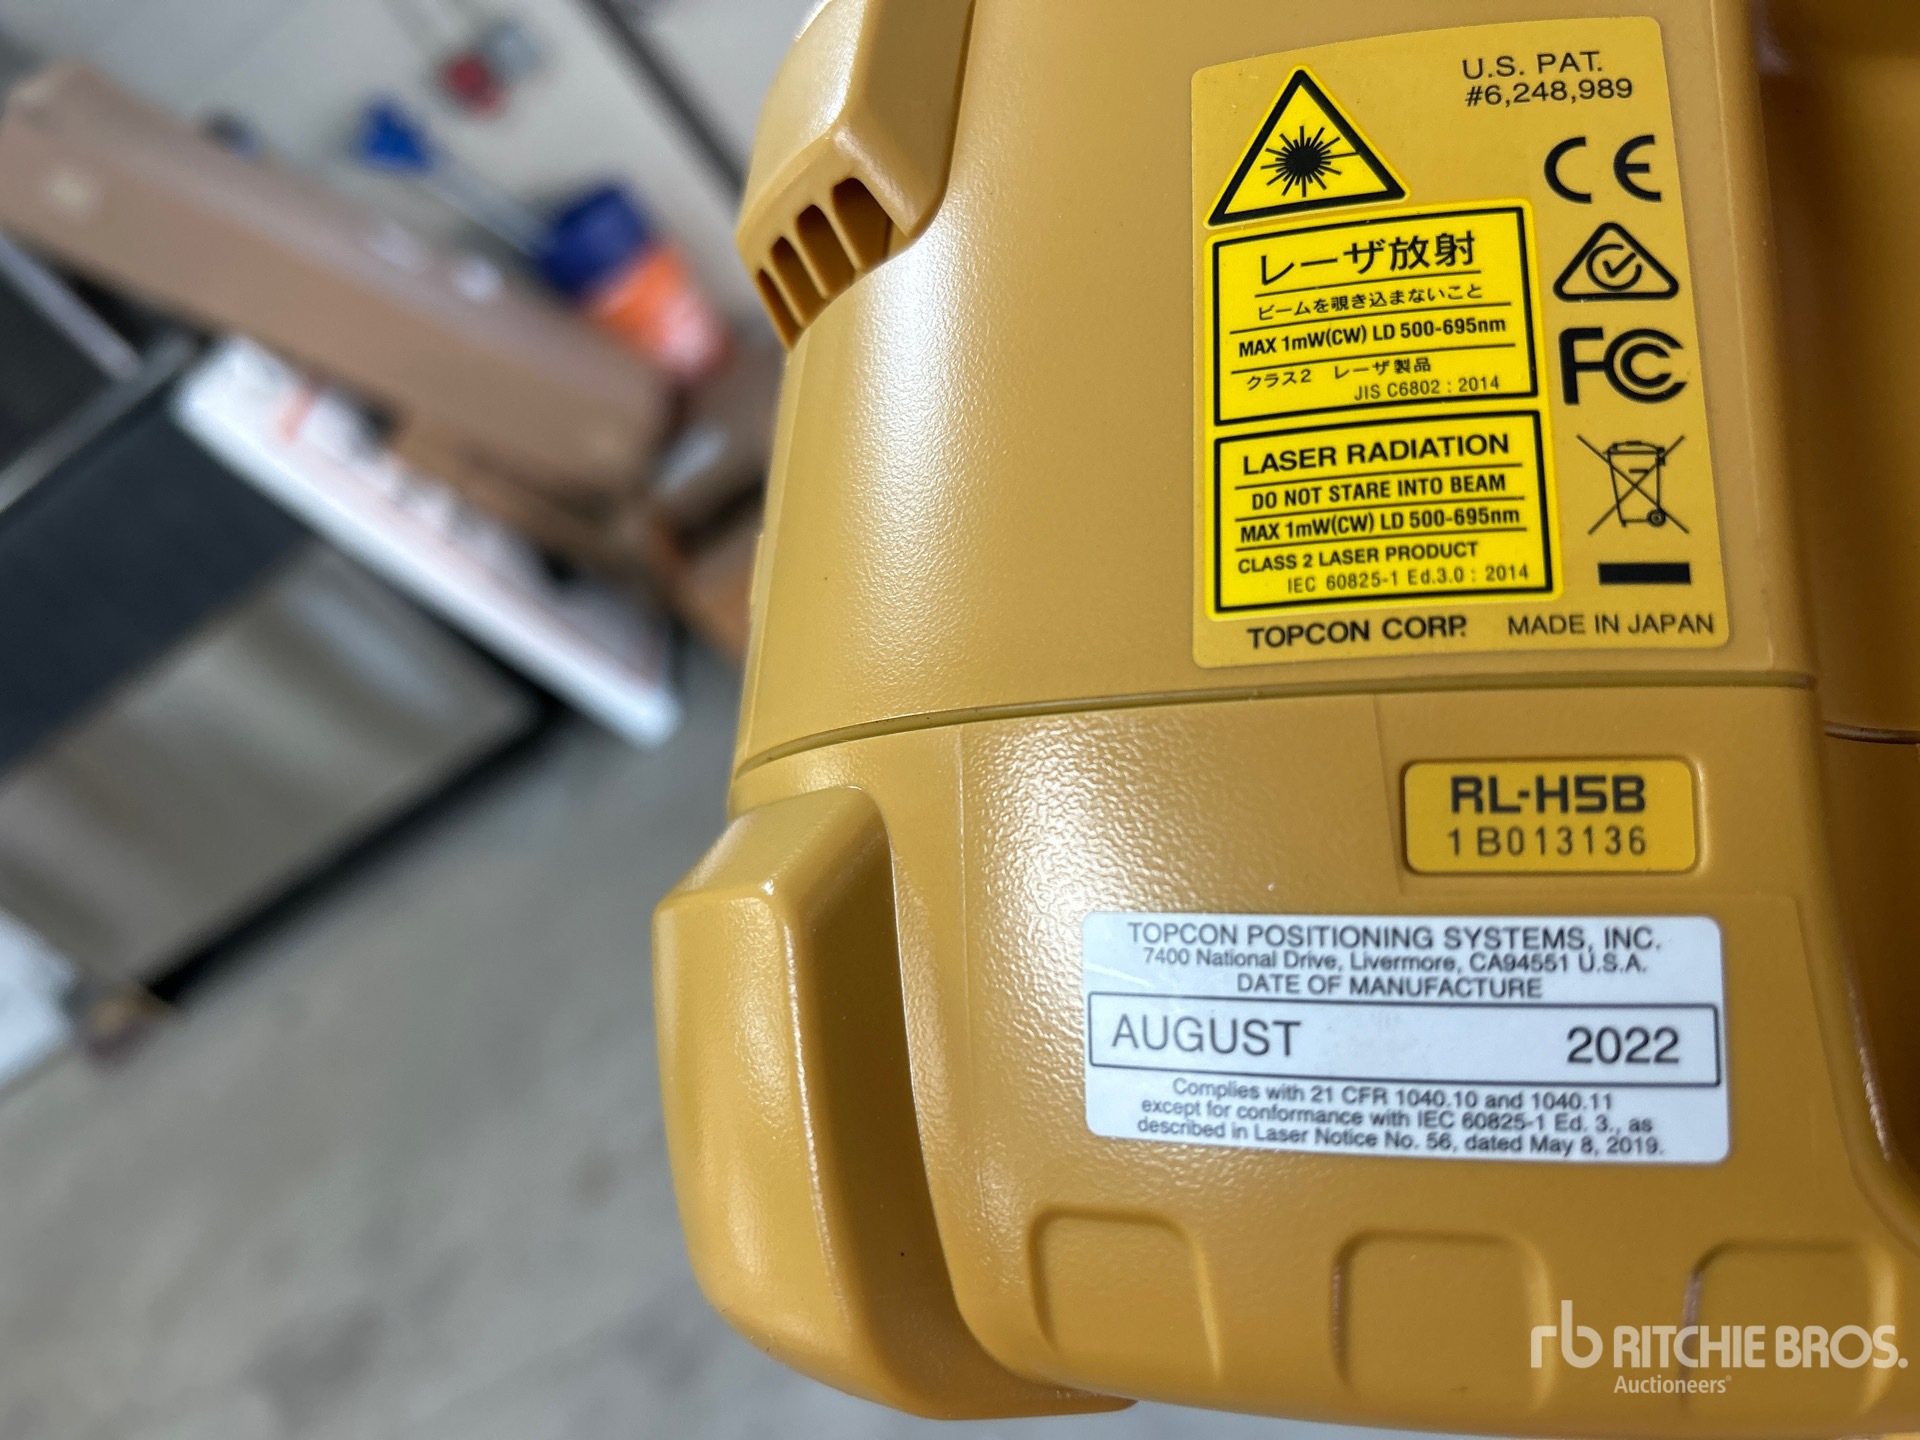 U.S. PAT.
#6,248,989
CE
レーザ放射
ビームを覗き込まないこと
MAX 1mW(CW) LD 500-695nm
クラス2 レーザ製品
JIS C6802 : 2014
FC
LASER RADIATION
DO NOT STARE INTO BEAM
MAX 1mW(CW) LD 500-695nm
CLASS 2 LASER PRODUCT
IEC 60825-1 Ed.3.0 : 2014
TOPCON CORP. MADE IN JAPAN
RL-H5B
1B013136
TOPCON POSITIONING SYSTEMS, INC.
7400 National Drive, Livermore, CA94551 U.S.A.
DATE OF MANUFACTURE
AUGUST 2022
Complies with 21 CFR 1040.10 and 1040.11
except for conformance with IEC 60825-1 Ed. 3., as
described in Laser Notice No. 56, dated May 8, 2019.
rb RITCHIE BROS.
Auctioneers